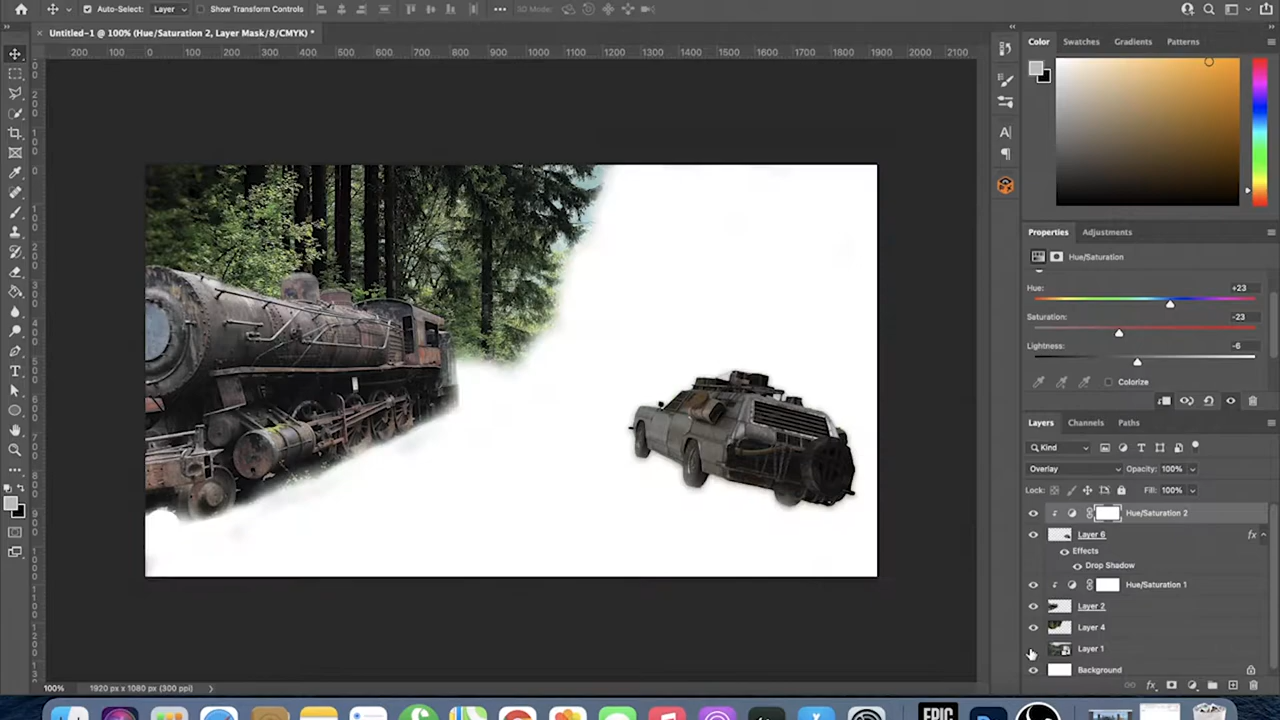 Auto-Select: Layer Show Transform Controls 3D Mode:
Untitled-1 @ 100% (Hue/Saturation 2, Layer Mask/8/CMYK) *
200 100 0 100 200 300 400 500 600 700 800 900 1000 1100 1200 1300 1400 1500 1600 1700 1800 1900 2000 2100
Color Swatches Gradients Patterns
Properties Adjustments
Hue/Saturation
Hue: +23
Saturation: -23
Lightness: -6
Colorize
Layers Channels Paths
Kind
Overlay Opacity: 100%
Lock: Fill: 100%
Hue/Saturation 2
Layer 6 fx
Effects
Drop Shadow
Hue/Saturation 1
Layer 2
Layer 4
Layer 1
Background
100% 1920 px x 1080 px (300 ppi)
EPIC